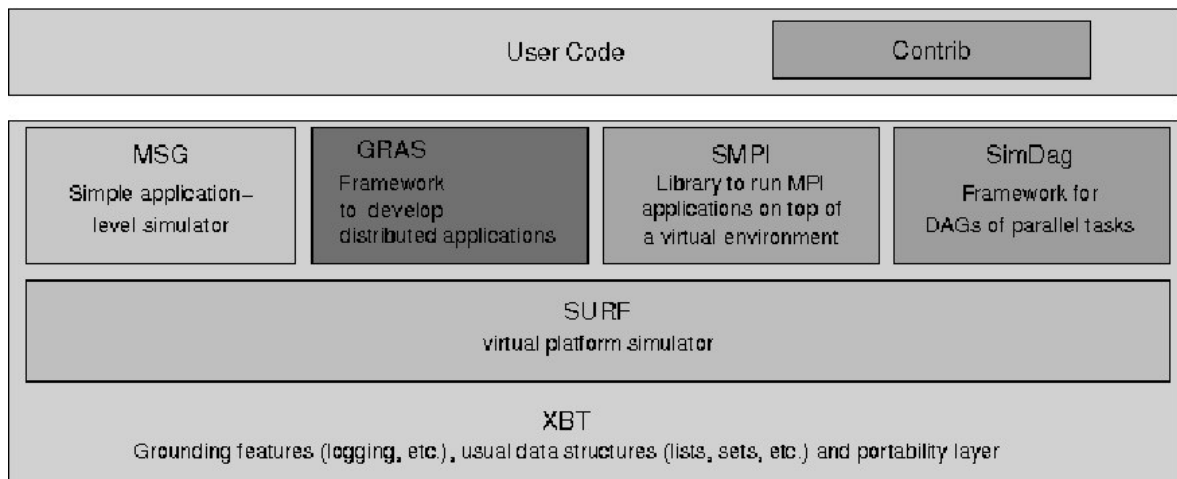 User Code
Contrib
MSG
Simple application–
level simulator
GRAS
Framework
to develop
distributed applications
SMPI
Library to run MPI
applications on top of
a virtual environment
SimDag
Framework for
DAGs of parallel tasks
SURF
virtual platform simulator
XBT
Grounding features (logging, etc.), usual data structures (lists, sets, etc.) and portability layer